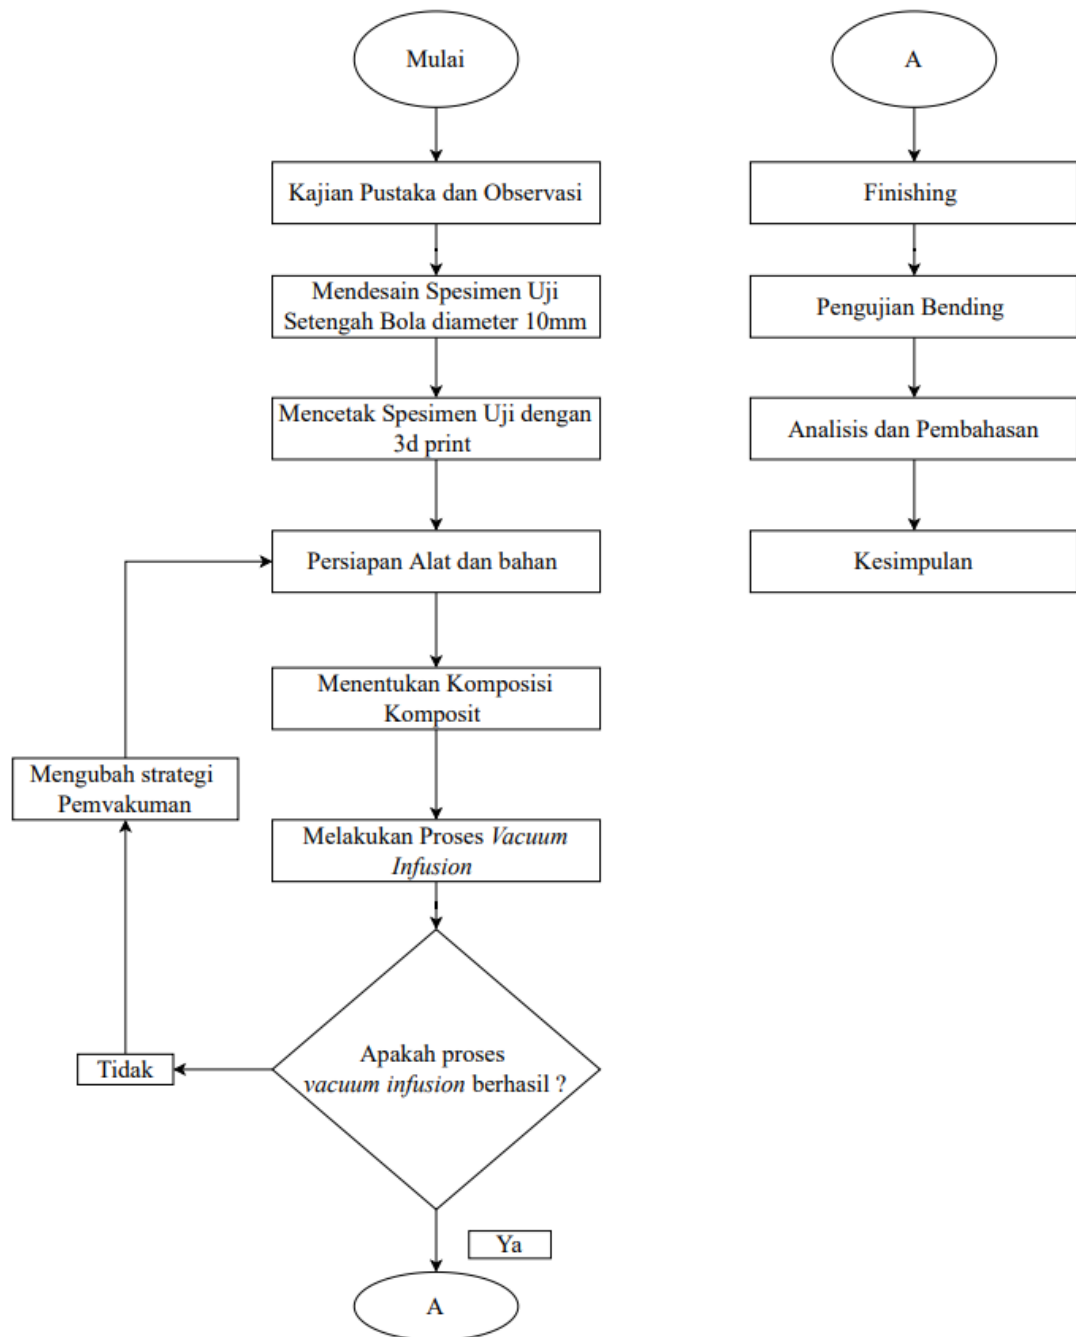 Mulai
Kajian Pustaka dan Observasi
Mendesain Spesimen Uji
Setengah Bola diameter 10mm
Mencetak Spesimen Uji dengan
3d print
Persiapan Alat dan bahan
Menentukan Komposisi
Komposit
Mengubah strategi
Pemvakuman
Melakukan Proses Vacuum
Infusion
Apakah proses
vacuum infusion berhasil ?
Tidak
Ya
A
A
Finishing
Pengujian Bending
Analisis dan Pembahasan
Kesimpulan